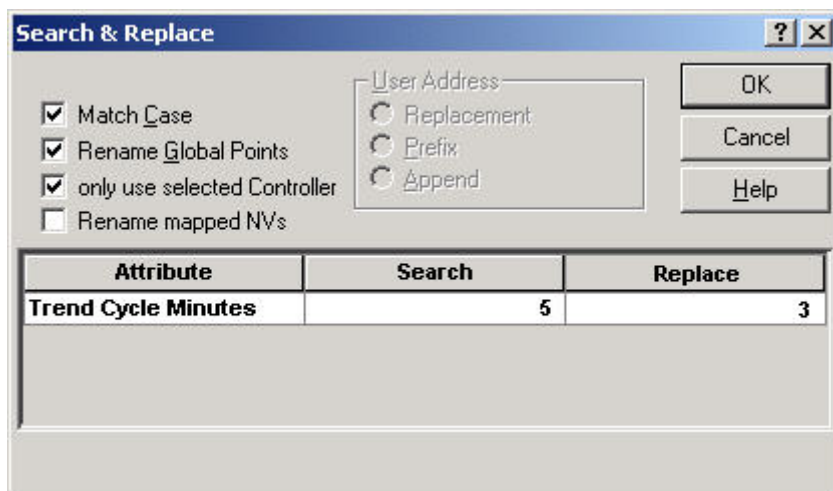 Search & Replace
Match Case
Rename Global Points
only use selected Controller
Rename mapped NVs
User Address
Replacement
Prefix
Append
OK
Cancel
Help
Attribute Search Replace
Trend Cycle Minutes 5 3